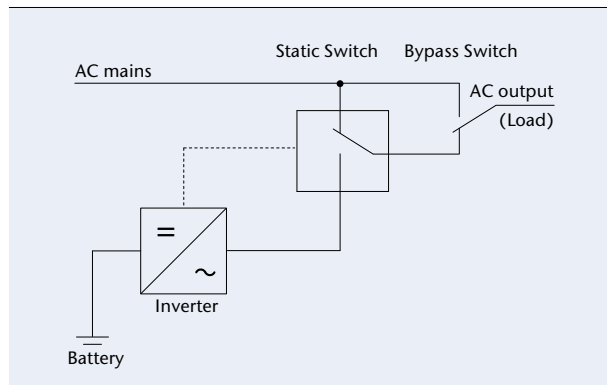 Static Switch
Bypass Switch
AC mains
AC output
(Load)
=
~
Inverter
Battery